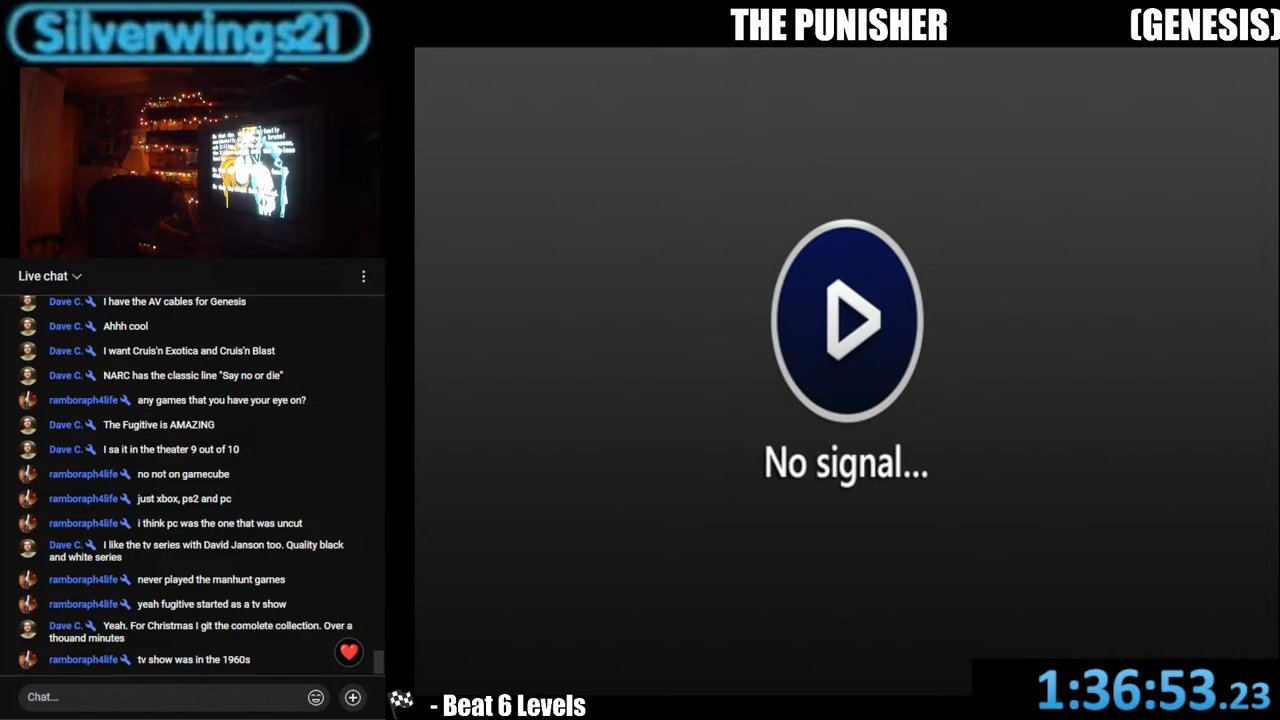 Silverwings21
THE PUNISHER
(GENESIS)
Live chat
Dave C. I have the AV cables for Genesis
Dave C. Ahhh cool
Dave C. I want Cruis'n Exotica and Cruis'n Blast
Dave C. NARC has the classic line "Say no or die"
ramboraph4life any games that you have your eye on?
Dave C. The Fugitive is AMAZING
Dave C. I sa it in the theater 9 out of 10
ramboraph4life no not on gamecube
ramboraph4life just xbox, ps2 and pc
ramboraph4life i think pc was the one that was uncut
Dave C. I like the tv series with David Janson too. Quality black
and white series
ramboraph4life never played the manhunt games
ramboraph4life yeah fugitive started as a tv show
Dave C. Yeah. For Christmas I git the comolete collection. Over a
thouand minutes
ramboraph4life tv show was in the 1960s
Chat...
No signal...
- Beat 6 Levels
1:36:53.23